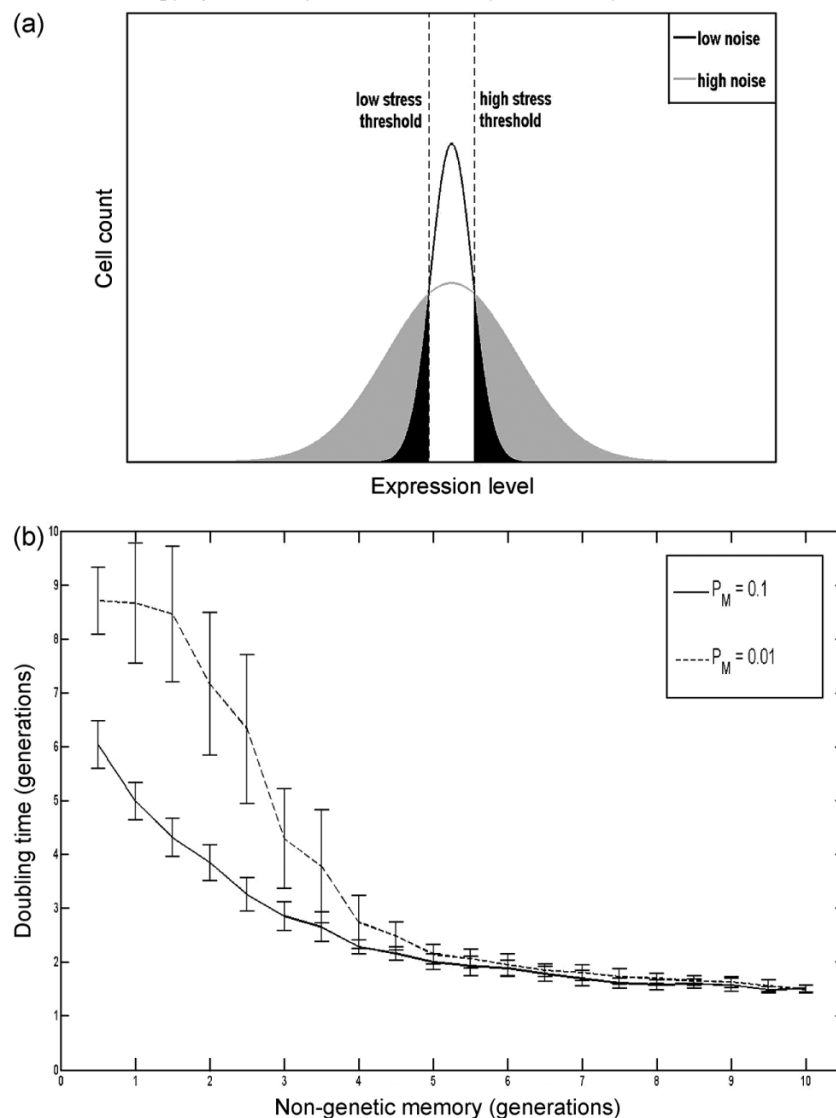 (a)
low noise
high noise
low stress
threshold
high stress
threshold
Cell count
Expression level
(b)
P_M = 0.1
P_M = 0.01
Doubling time (generations)
10
9
8
7
6
5
4
3
2
1
0
0 1 2 3 4 5 6 7 8 9 10
Non-genetic memory (generations)